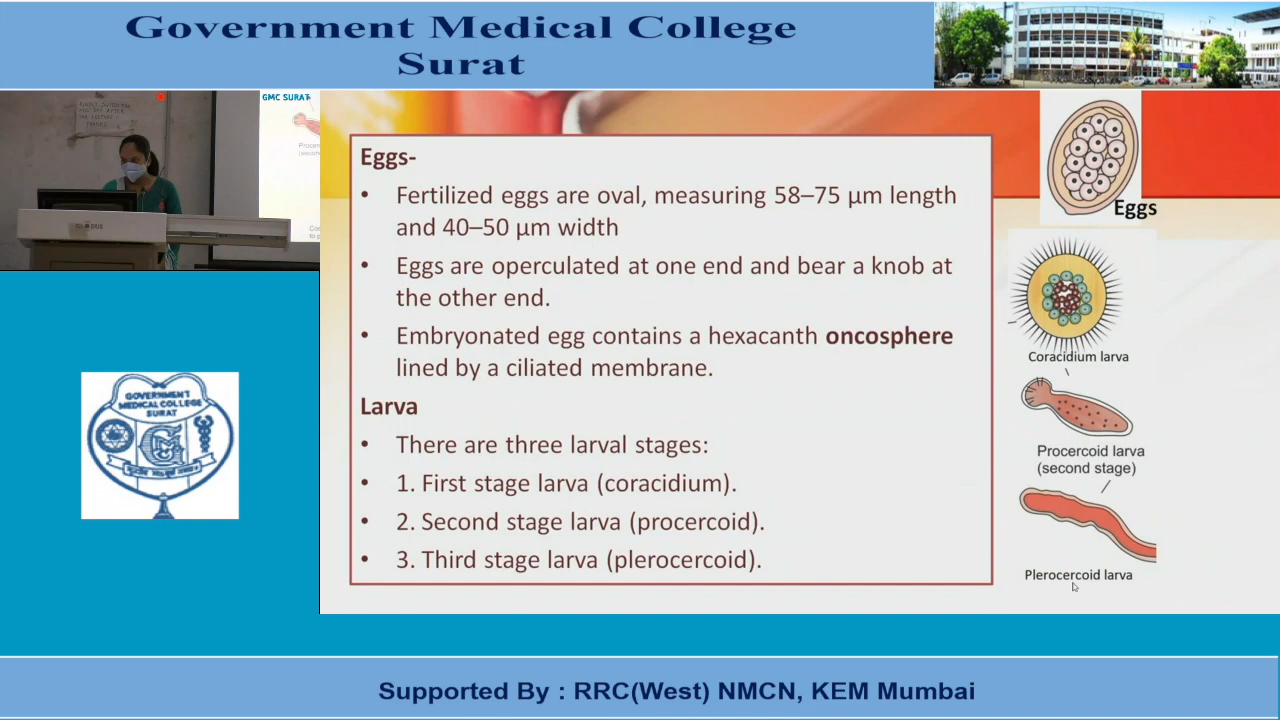 Government Medical College
Surat
GMC SURAT
Eggs-
• Fertilized eggs are oval, measuring 58–75 µm length
and 40–50 µm width
• Eggs are operculated at one end and bear a knob at
the other end.
• Embryonated egg contains a hexacanth oncosphere
lined by a ciliated membrane.
Larva
• There are three larval stages:
• 1. First stage larva (coracidium).
• 2. Second stage larva (procercoid).
• 3. Third stage larva (plerocercoid).
Eggs
Coracidium larva
Procercoid larva
(second stage)
Plerocercoid larva
GOVERNMENT
MEDICAL COLLEGE
SURAT
Supported By : RRC(West) NMCN, KEM Mumbai